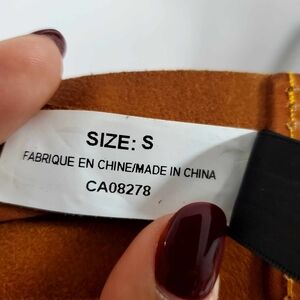 SIZE: S
FABRIQUE EN CHINE/MADE IN CHINA
CA08278